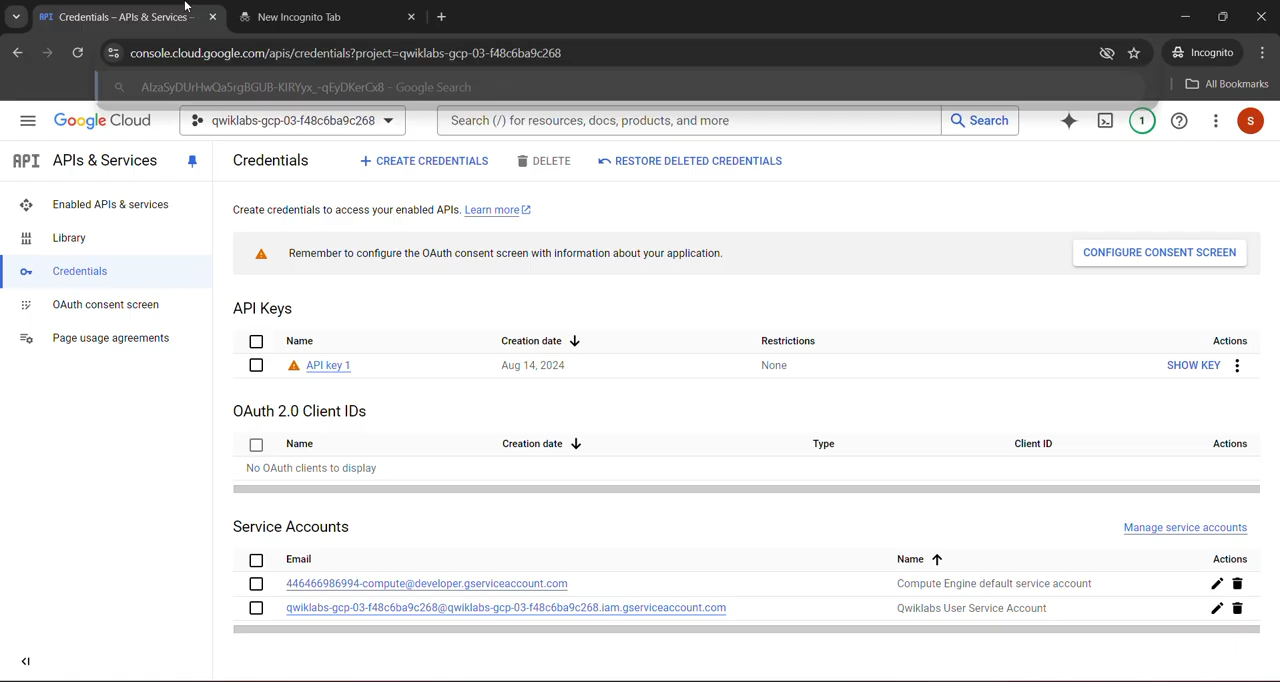 Credentials – APIs & Services –
New Incognito Tab
console.cloud.google.com/apis/credentials?project=qwiklabs-gcp-03-f48c6ba9c268
Incognito
AIzaSyDUrHwQa5rgBGUB-KIRYyx_-qEyDKerCx8 - Google Search
All Bookmarks
Google Cloud
qwiklabs-gcp-03-f48c6ba9c268
Search (/) for resources, docs, products, and more
Search
1
S
API APIs & Services
Credentials
+ CREATE CREDENTIALS
DELETE
RESTORE DELETED CREDENTIALS
Enabled APIs & services
Library
Credentials
OAuth consent screen
Page usage agreements
Create credentials to access your enabled APIs. Learn more
Remember to configure the OAuth consent screen with information about your application.
CONFIGURE CONSENT SCREEN
API Keys
Name Creation date Restrictions Actions
API key 1 Aug 14, 2024 None SHOW KEY
OAuth 2.0 Client IDs
Name Creation date Type Client ID Actions
No OAuth clients to display
Service Accounts
Manage service accounts
Email Name Actions
446466986994-compute@developer.gserviceaccount.com Compute Engine default service account
qwiklabs-gcp-03-f48c6ba9c268@qwiklabs-gcp-03-f48c6ba9c268.iam.gserviceaccount.com Qwiklabs User Service Account